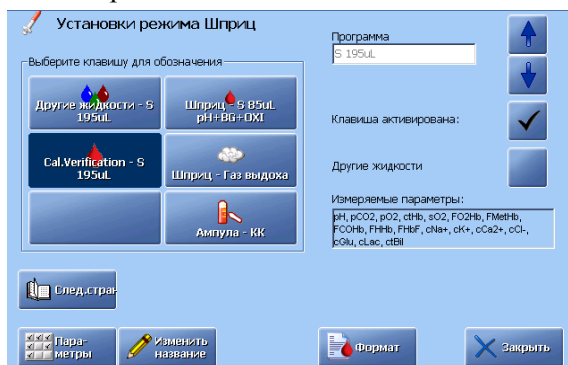 Установки режима Шприц
Выберите клавишу для обозначения
Другие жидкости - S
195uL
Шприц - S 85uL
pH+BG+OXI
Cal.Verification - S
195uL
Шприц - Газ выдоха
Ампула - КК
Программа
S 195uL
Клавиша активирована:
Другие жидкости
Измеряемые параметры:
pH, pCO2, pO2, ctHb, sO2, FO2Hb, FMetHb,
FCOHb, FHHb, FHbF, cNa+, cK+, cCa2+, cCl-,
cGlu, cLac, ctBil
След.стран
Пара-
метры
Изменить
название
Формат
Закрыть